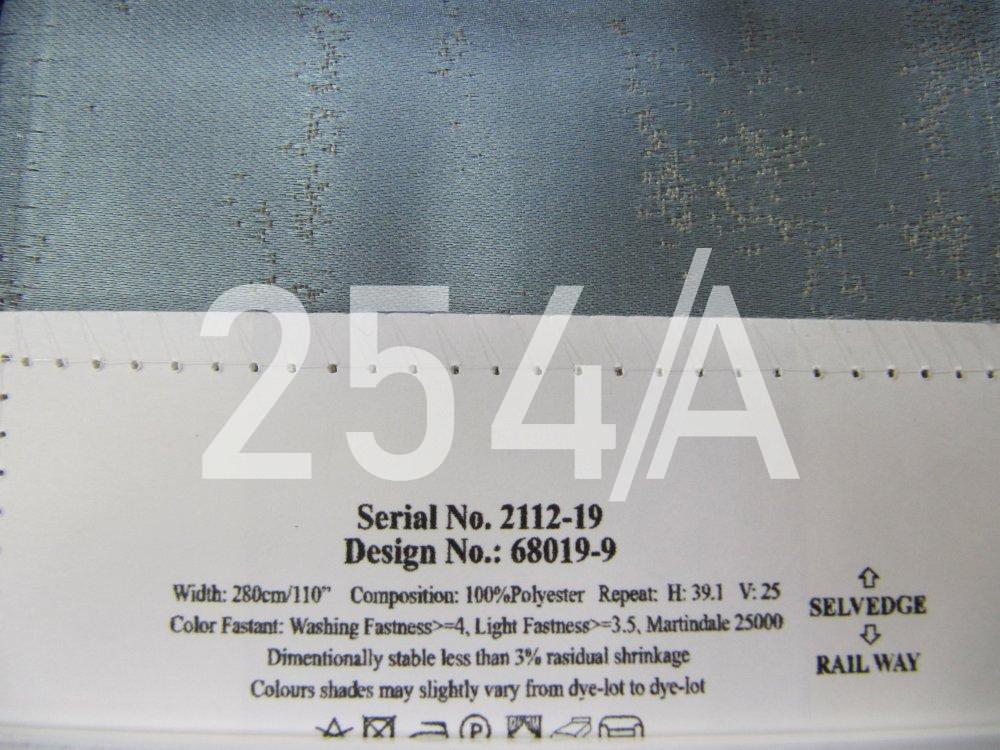 254/A
Serial No. 2112-19
Design No.: 68019-9
Width: 280cm/110” Composition: 100%Polyester Repeat: H: 39.1 V: 25
Color Fastant: Washing Fastness>=4, Light Fastness>=3.5, Martindale 25000
Dimentionally stable less than 3% rasidual shrinkage
Colours shades may slightly vary from dye-lot to dye-lot
SELVEDGE
RAIL WAY
P